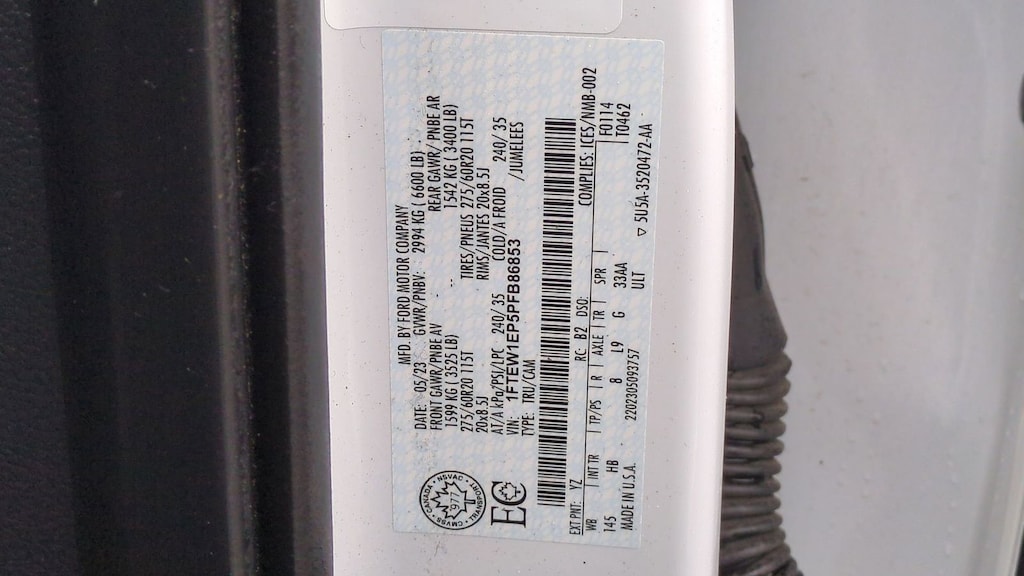 MFD. BY FORD MOTOR COMPANY
DATE: 05/23 GVWR/PNBV: 2994 KG ( 6600 LB)
FRONT GAWR/PNBE AV REAR GAWR/ PNBE AR
1599 KG ( 3525 LB) 1542 KG ( 3400 LB)
275/60R20 115T TIRES/PNEUS 275/60R20 115T
20x8.5J RIMS/JANTES 20x8.5J
AT/A kPa/PSI/LPC 240/ 35 COLD/A FROID 240/ 35
VIN: 1FTEW1EP5PFB86853 /JUMELEES
TYPE: TRU/CAM
CMVSS • NSVAC • TRANSPORT •
9777
EC
EXT PNT: YZ RC: B2 DSO: COMPLIES: ICES/NMB-002
WB INT TR TP/PS R AXLE TR SPR F0114
145 HB 8 L9 G 33AA T0462
ULT
MADE IN U.S.A. 2202305093757 ▽ 5U5A-3520472-AA